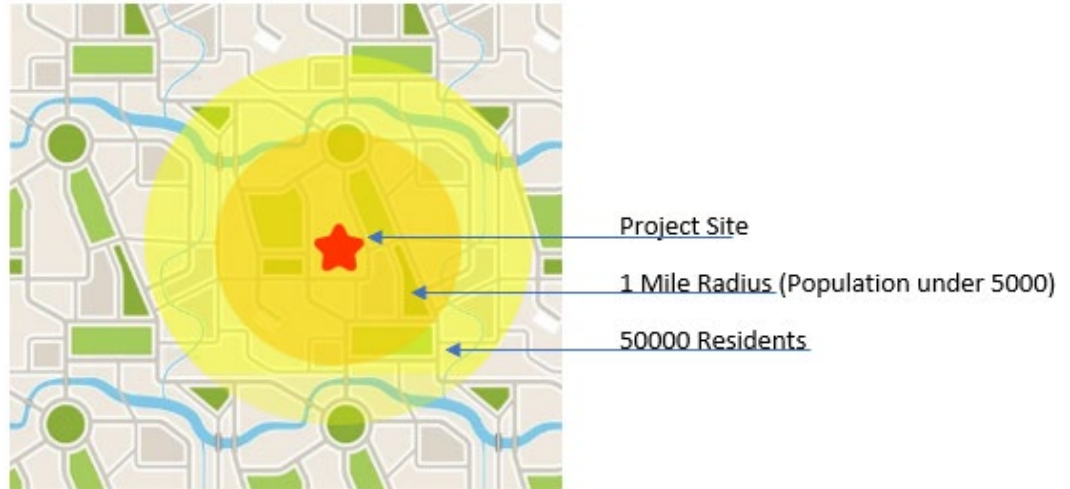 Project Site
1 Mile Radius (Population under 5000)
50000 Residents